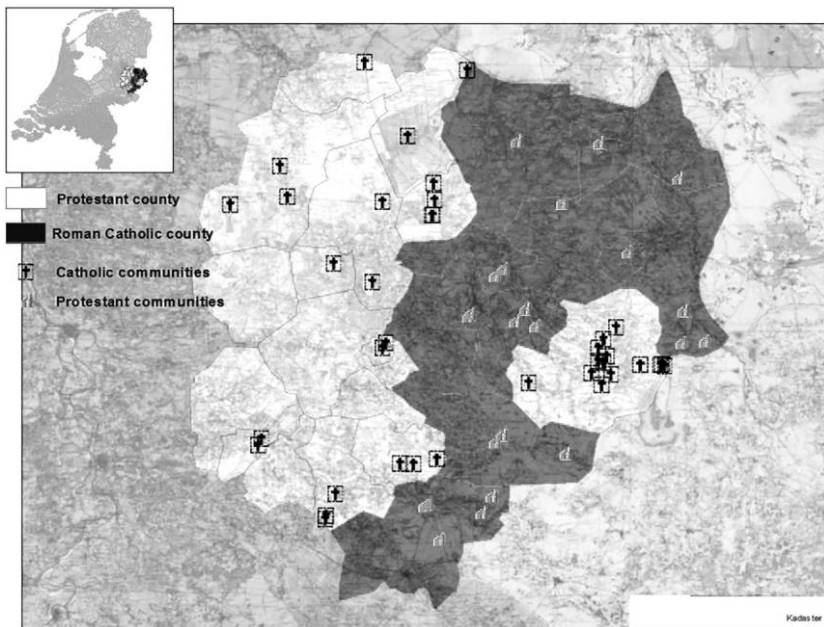 Protestant county
Roman Catholic county
Catholic communities
Protestant communities
Kadaster